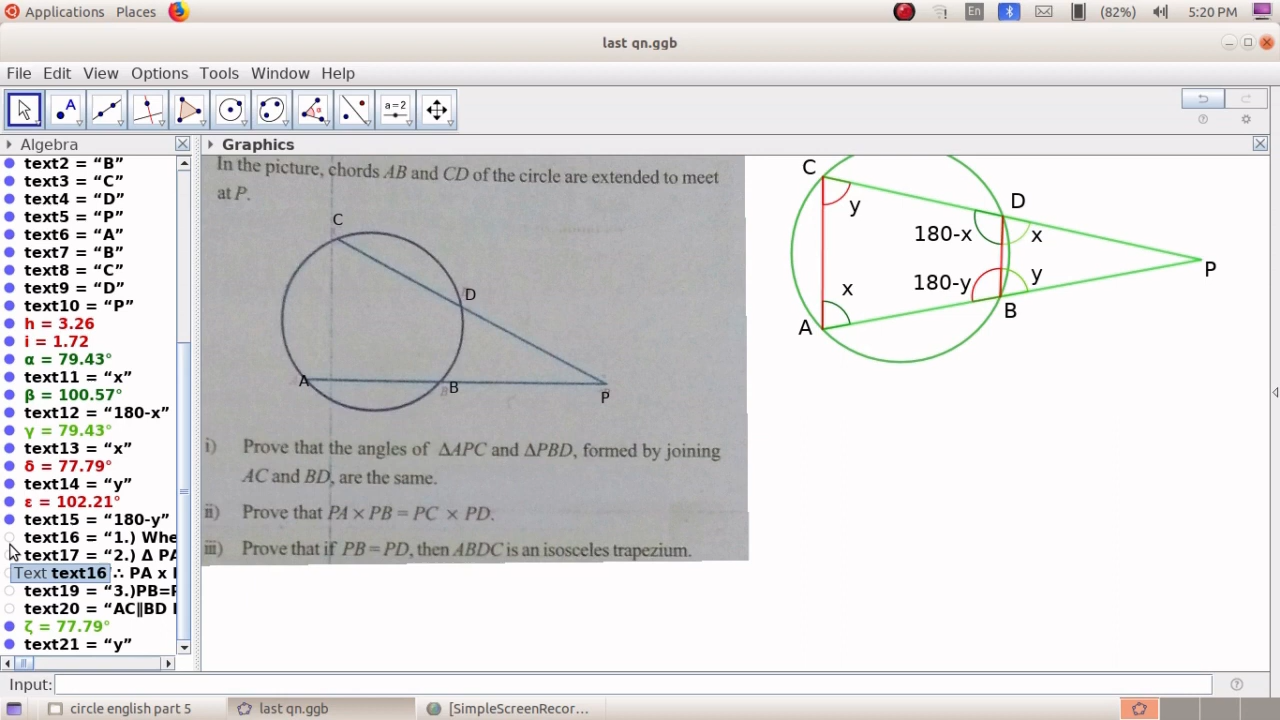 Applications Places En (82%) 5:20 PM
last qn.ggb
File Edit View Options Tools Window Help
A a=2
Algebra
Graphics
text2 = “B”
text3 = “C”
text4 = “D”
text5 = “P”
text6 = “A”
text7 = “B”
text8 = “C”
text9 = “D”
text10 = “P”
h = 3.26
i = 1.72
α = 79.43°
text11 = “x”
β = 100.57°
text12 = “180-x”
γ = 79.43°
text13 = “x”
δ = 77.79°
text14 = “y”
ε = 102.21°
text15 = “180-y”
text16 = “1.) Whe
text17 = “2.) Δ PA
Text text16 “∴ PA x
text19 = “3.)PB=
text20 = “AC∥BD
ζ = 77.79°
text21 = “y”
In the picture, chords AB and CD of the circle are extended to meet
at P.
C
D
A
B
P
i) Prove that the angles of ΔAPC and ΔPBD, formed by joining
AC and BD, are the same.
ii) Prove that PA × PB = PC × PD.
iii) Prove that if PB = PD, then ABDC is an isosceles trapezium.
C
y
D
180-x
x
P
x
180-y
y
A
B
Input:
circle english part 5 last qn.ggb [SimpleScreenRecor...